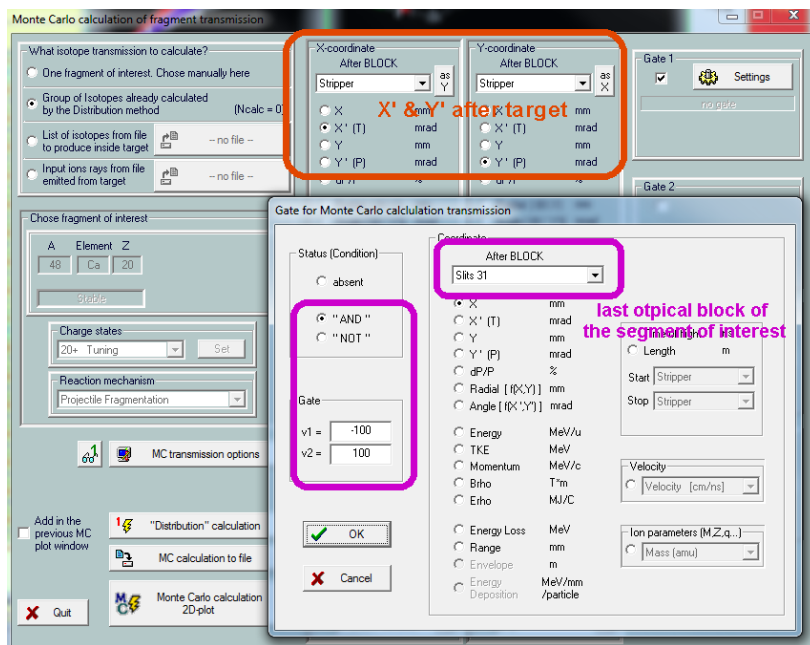 Monte Carlo calculation of fragment transmission
What isotope transmission to calculate?
One fragment of interest. Chose manually here
Group of Isotopes already calculated
by the Distribution method (Ncalc = 0)
List of isotopes from file
to produce inside target
-- no file --
Input ions rays from file
emitted from target
-- no file --
X-coordinate
After BLOCK
Stripper
as
Y
X mm
X' (T) mrad
Y mm
Y' (P) mrad
dP/P %
Y-coordinate
After BLOCK
Stripper
as
X
X mm
X' (T) mrad
Y mm
Y' (P) mrad
dP/P %
X' & Y' after target
Gate 1
Settings
no gate
Gate 2
Chose fragment of interest
A Element Z
48 Ca 20
Stable
Charge states
20+ Tuning
Set
Reaction mechanism
Projectile Fragmentation
MC transmission options
Add in the
previous MC
plot window
"Distribution" calculation
MC calculation to file
Monte Carlo calculation
2D-plot
Quit
Gate for Monte Carlo calclulation transmission
Status (Condition)
absent
"AND"
"NOT"
Gate
v1 = -100
v2 = 100
OK
Cancel
Coordinate
After BLOCK
Slits 31
last otpical block of
the segment of interest
X mm
X' (T) mrad
Y mm
Y' (P) mrad
dP/P %
Radial [ f(X,Y) ] mm
Angle [ f(X',Y') ] mrad
Energy MeV/u
TKE MeV
Momentum MeV/c
Brho T*m
Erho MJ/C
Energy Loss MeV
Range mm
Envelope m
Energy
Deposition
MeV/mm
/particle
Length m
Start Stripper
Stop Stripper
Velocity
Velocity [cm/ns]
Ion parameters (M,Z,q...)
Mass (amu)